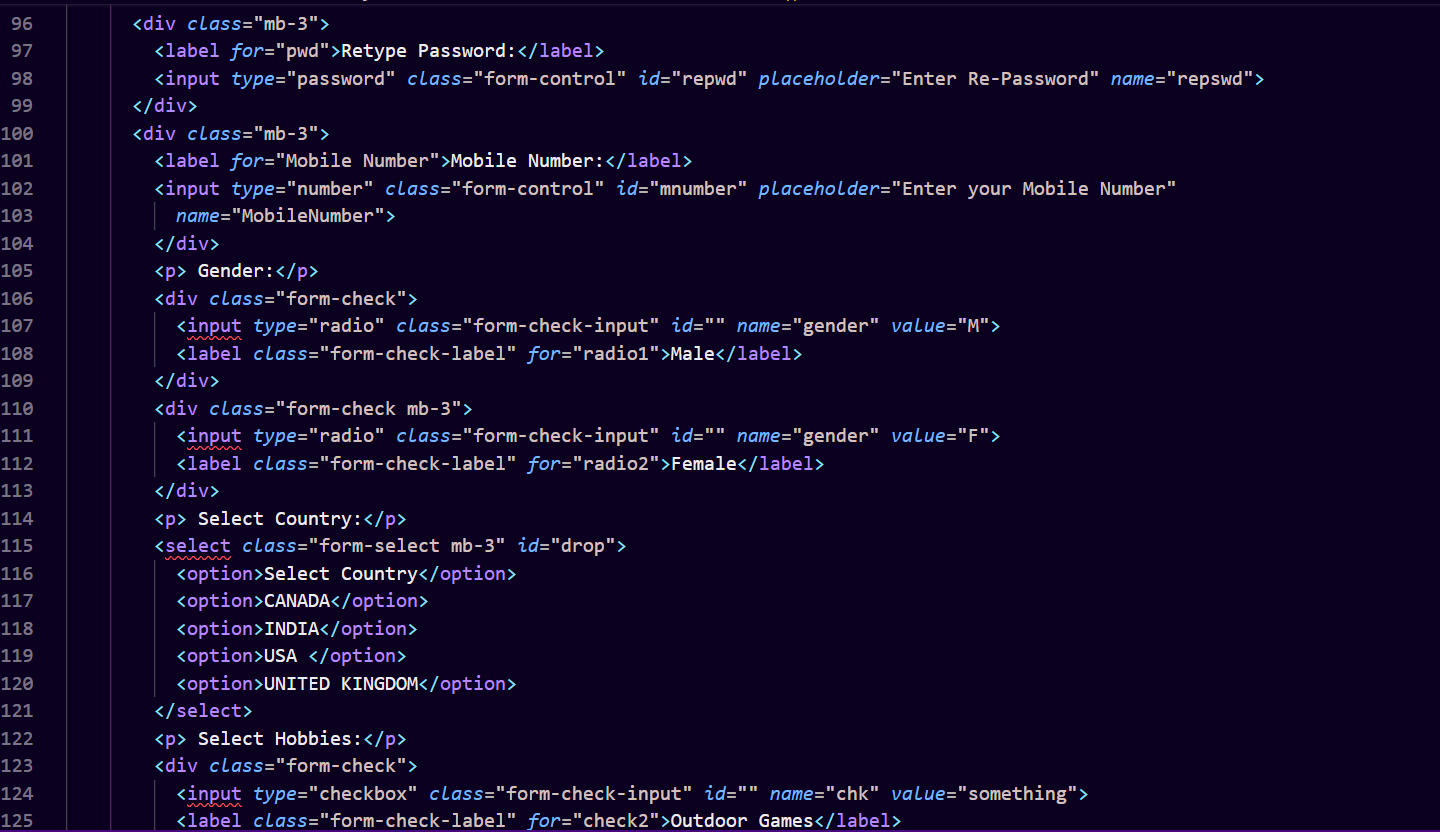 96 <div class="mb-3">
97 <label for="pwd">Retype Password:</label>
98 <input type="password" class="form-control" id="repwd" placeholder="Enter Re-Password" name="repswd">
99 </div>
100 <div class="mb-3">
101 <label for="Mobile Number">Mobile Number:</label>
102 <input type="number" class="form-control" id="mnumber" placeholder="Enter your Mobile Number"
103 name="MobileNumber">
104 </div>
105 <p> Gender:</p>
106 <div class="form-check">
107 <input type="radio" class="form-check-input" id="" name="gender" value="M">
108 <label class="form-check-label" for="radio1">Male</label>
109 </div>
110 <div class="form-check mb-3">
111 <input type="radio" class="form-check-input" id="" name="gender" value="F">
112 <label class="form-check-label" for="radio2">Female</label>
113 </div>
114 <p> Select Country:</p>
115 <select class="form-select mb-3" id="drop">
116 <option>Select Country</option>
117 <option>CANADA</option>
118 <option>INDIA</option>
119 <option>USA </option>
120 <option>UNITED KINGDOM</option>
121 </select>
122 <p> Select Hobbies:</p>
123 <div class="form-check">
124 <input type="checkbox" class="form-check-input" id="" name="chk" value="something">
125 <label class="form-check-label" for="check2">Outdoor Games</label>